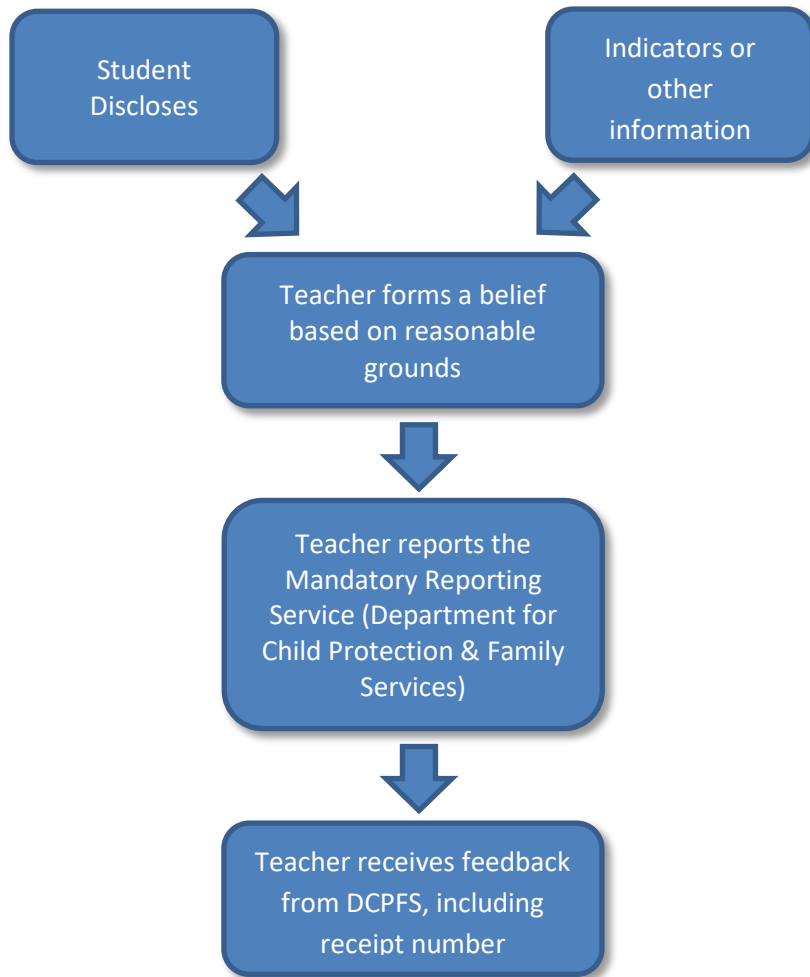 Student
Discloses
Indicators or
other
information
Teacher forms a belief
based on reasonable
grounds
Teacher reports the
Mandatory Reporting
Service (Department for
Child Protection & Family
Services)
Teacher receives feedback
from DCPFS, including
receipt number